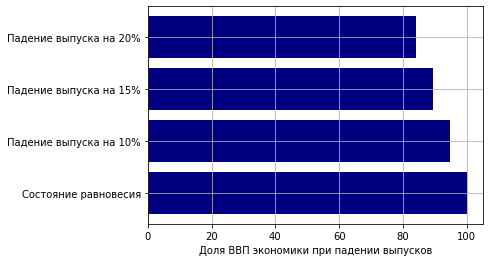 Падение выпуска на 20%
Падение выпуска на 15%
Падение выпуска на 10%
Состояние равновесия
0 20 40 60 80 100
Доля ВВП экономики при падении выпусков